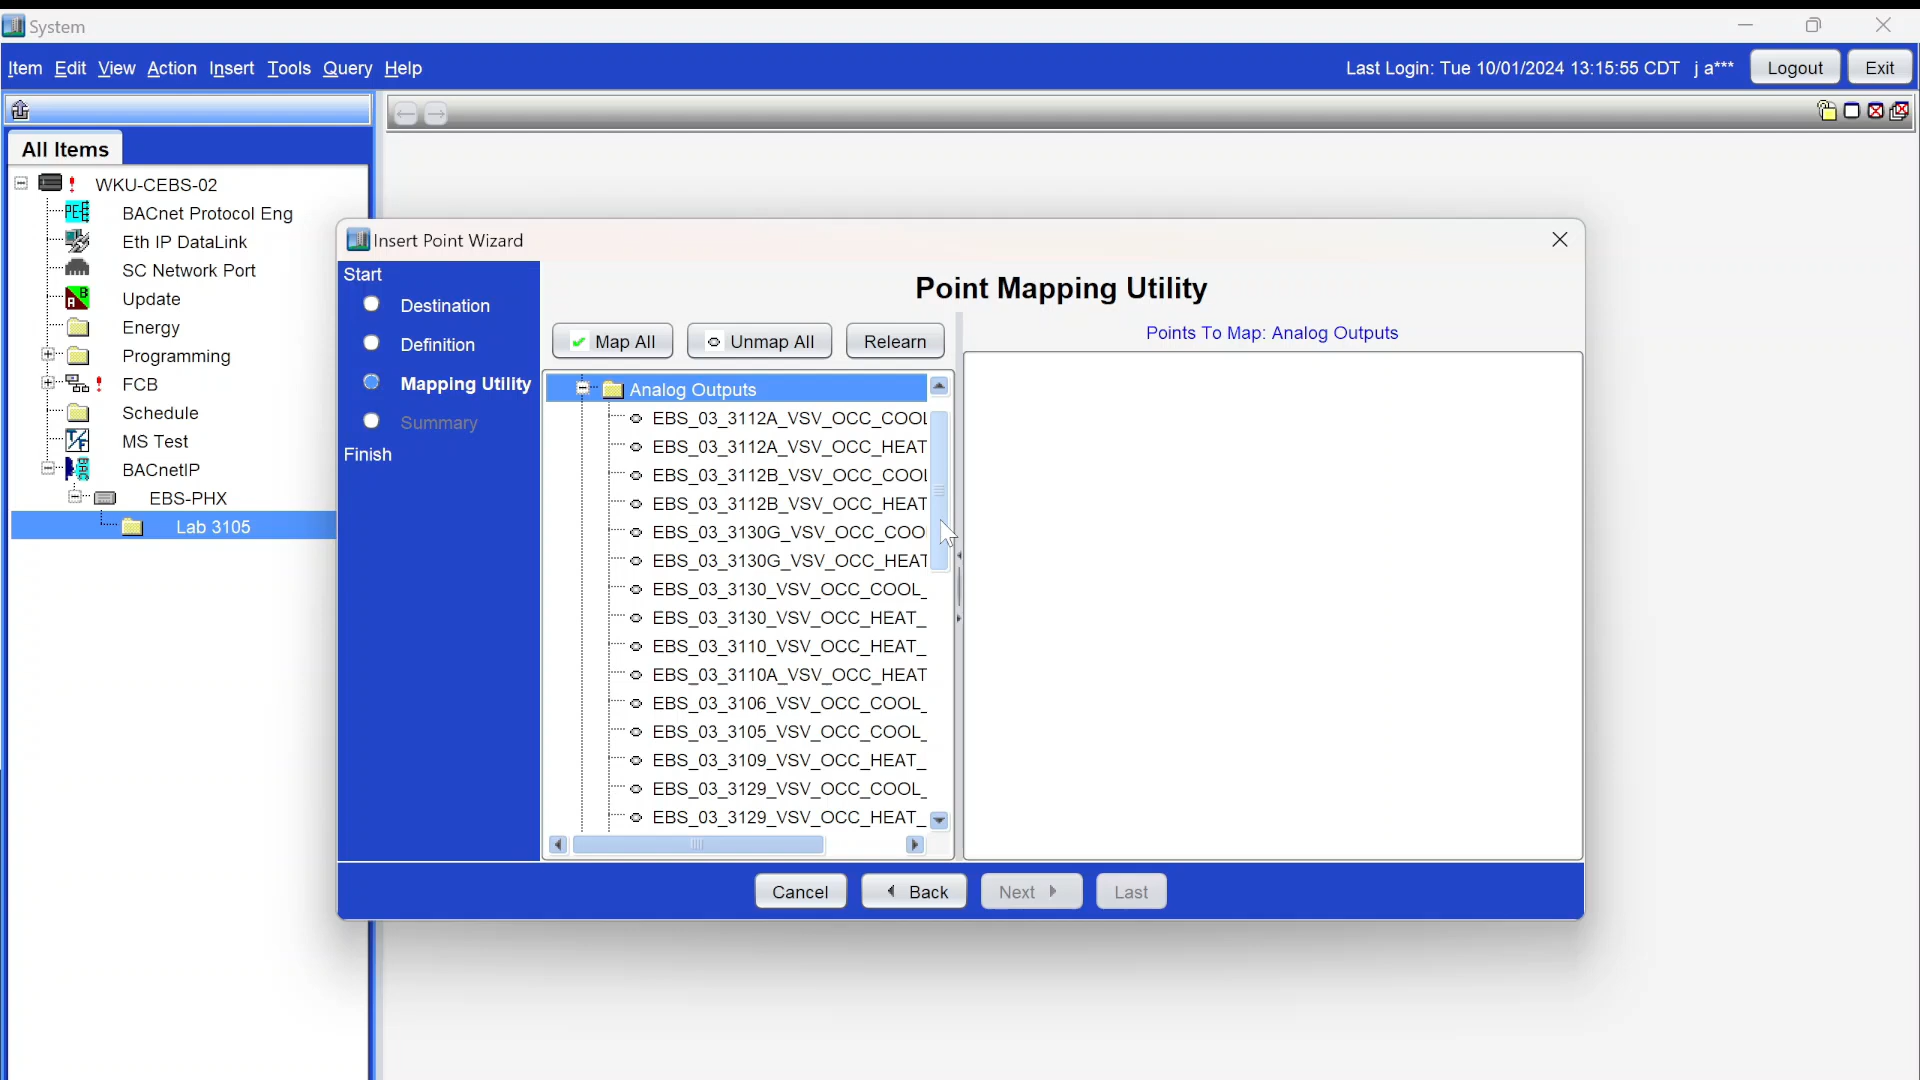 System
Item Edit View Action Insert Tools Query Help
Last Login: Tue 10/01/2024 13:15:55 CDT j a*** Logout Exit
All Items
WKU-CEBS-02
BACnet Protocol Eng
Eth IP DataLink
SC Network Port
Update
Energy
Programming
FCB
Schedule
MS Test
BACnetIP
EBS-PHX
Lab 3105
Insert Point Wizard
Start
Destination
Definition
Mapping Utility
Summary
Finish
Point Mapping Utility
Map All Unmap All Relearn
Points To Map: Analog Outputs
Analog Outputs
EBS_03_3112A_VSV_OCC_COOL
EBS_03_3112A_VSV_OCC_HEAT
EBS_03_3112B_VSV_OCC_COOL
EBS_03_3112B_VSV_OCC_HEAT
EBS_03_3130G_VSV_OCC_COO
EBS_03_3130G_VSV_OCC_HEAT
EBS_03_3130_VSV_OCC_COOL_
EBS_03_3130_VSV_OCC_HEAT_
EBS_03_3110_VSV_OCC_HEAT_
EBS_03_3110A_VSV_OCC_HEAT
EBS_03_3106_VSV_OCC_COOL_
EBS_03_3105_VSV_OCC_COOL_
EBS_03_3109_VSV_OCC_HEAT_
EBS_03_3129_VSV_OCC_COOL_
EBS_03_3129_VSV_OCC_HEAT_
Cancel Back Next Last